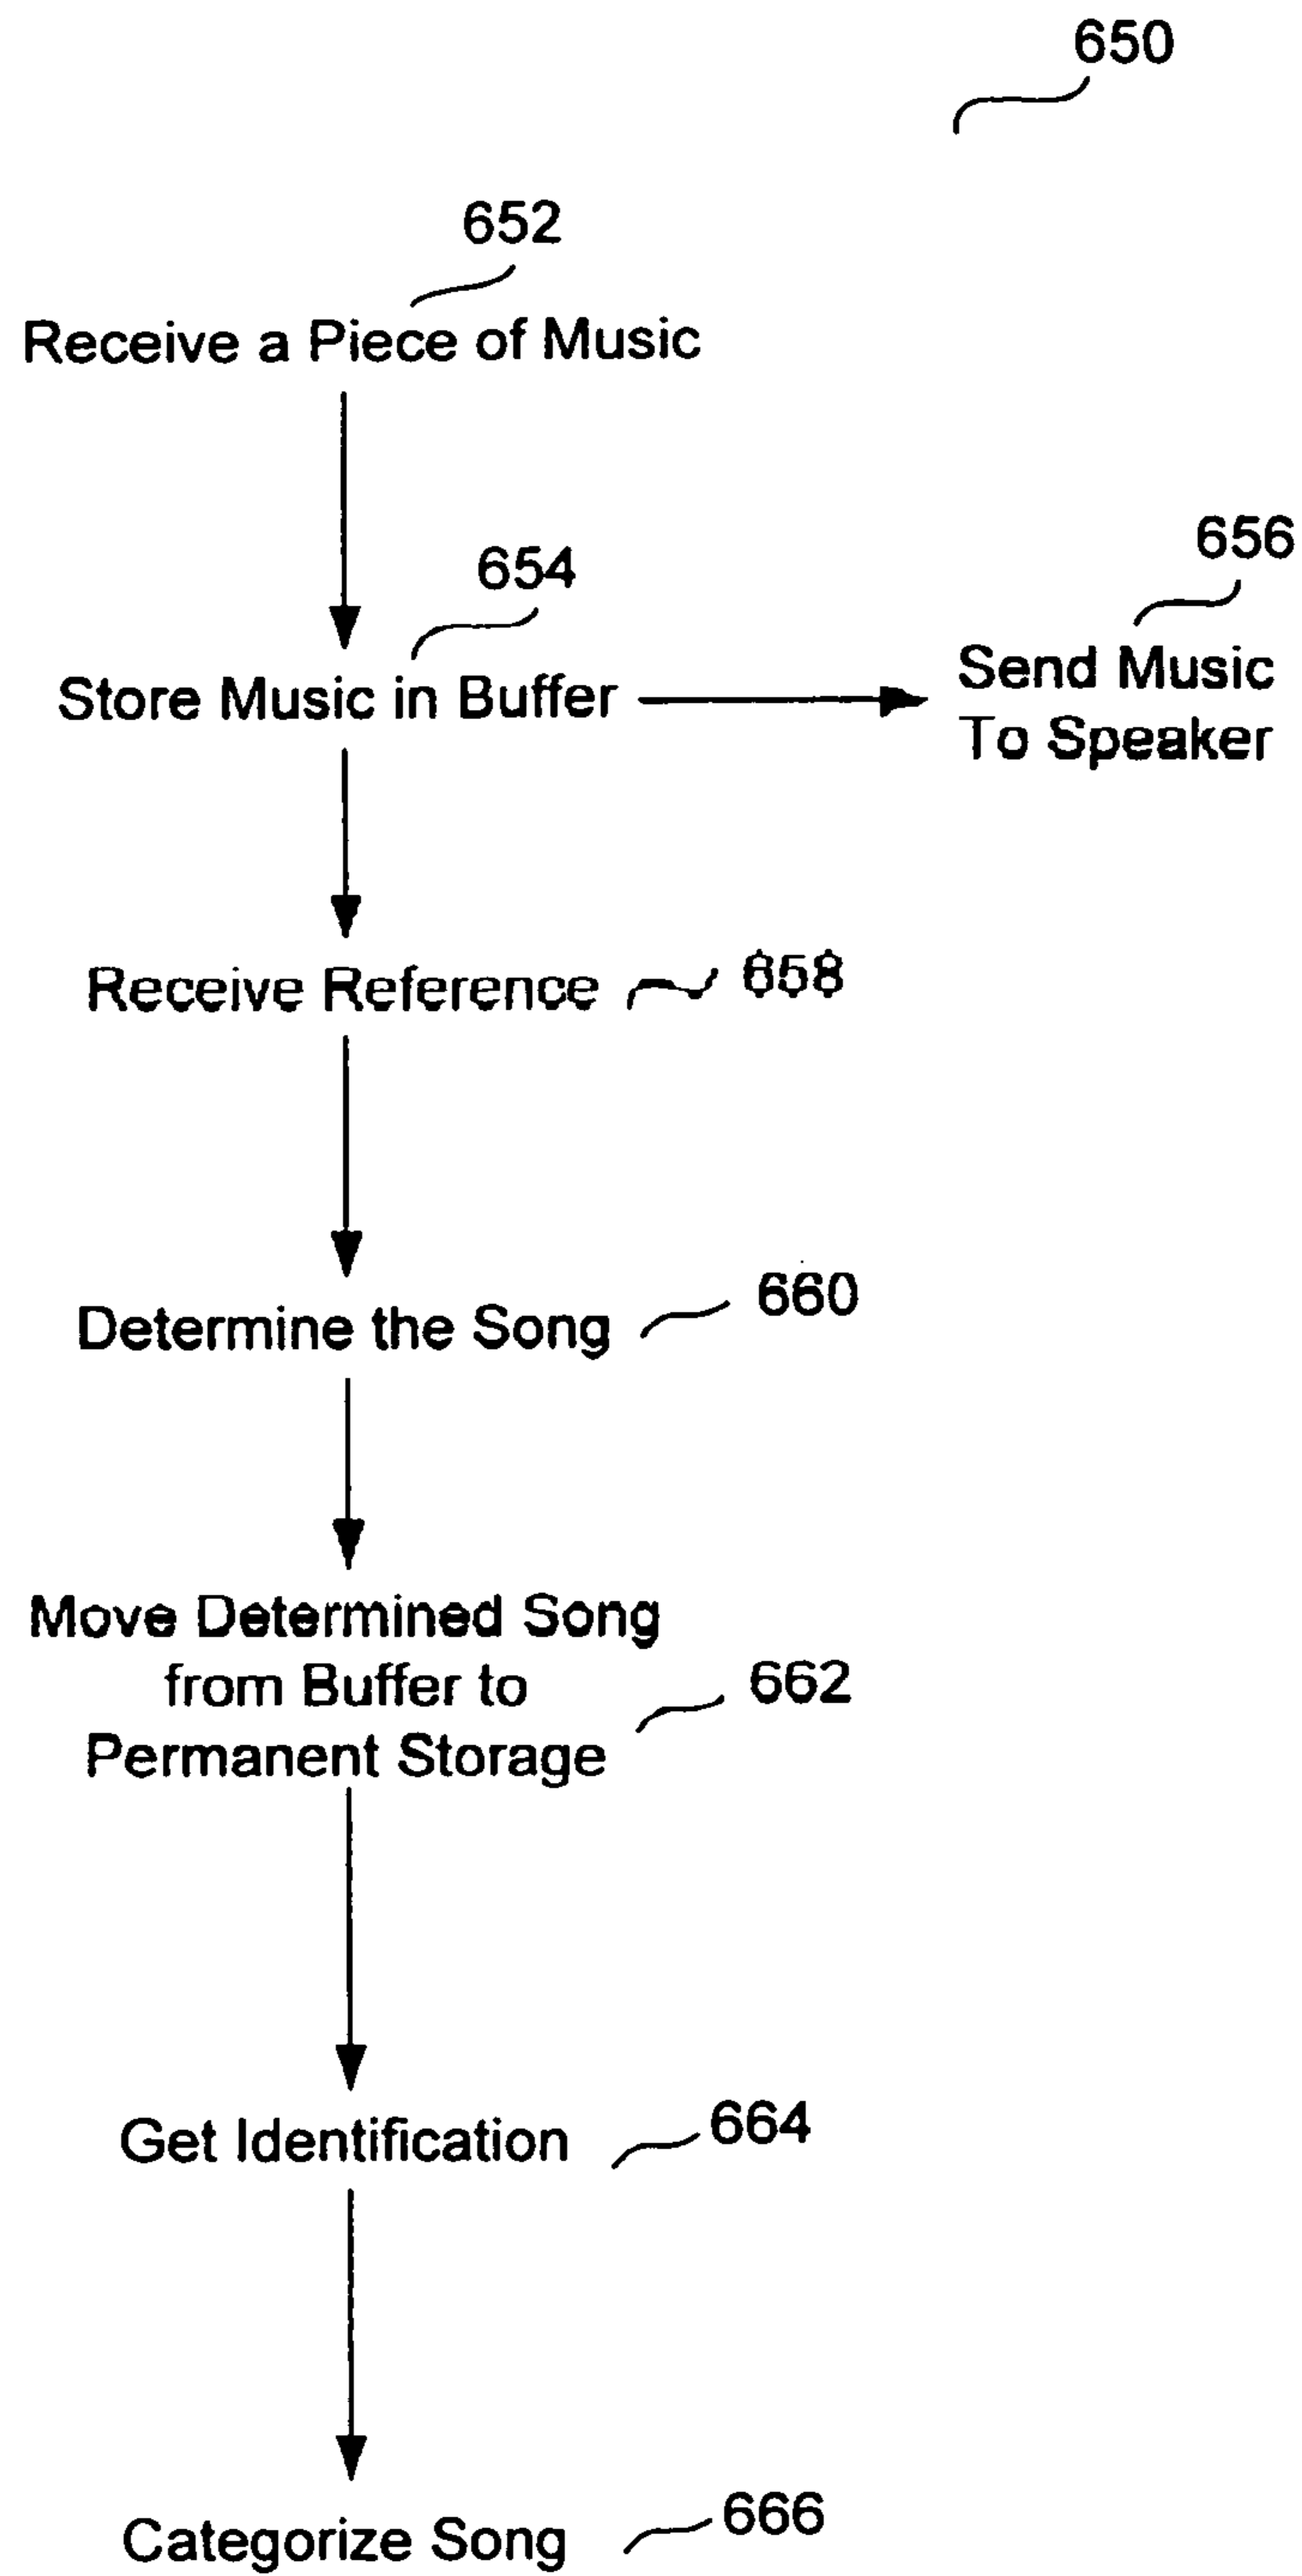 650
652
Receive a Piece of Music
654
Store Music in Buffer
656
Send Music
To Speaker
Receive Reference
658
Determine the Song
660
Move Determined Song
from Buffer to
Permanent Storage
662
Get Identification
664
Categorize Song
666